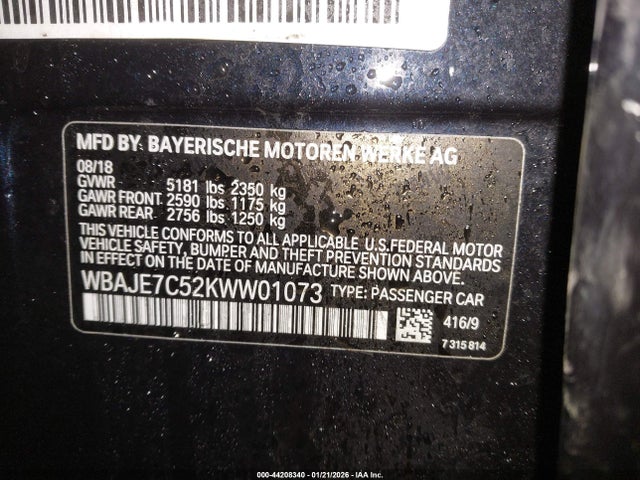 MFD BY. BAYERISCHE MOTOREN WERKE AG
08/18
GVWR 5181 lbs 2350 kg
GAWR FRONT 2590 lbs 1175 kg
GAWR REAR 2756 lbs 1250 kg
THIS VEHICLE CONFORMS TO ALL APPLICABLE U.S.FEDERAL MOTOR
VEHICLE SAFETY, BUMPER AND THEFT PREVENTION STANDARDS
IN EFFECT ON THE DATE OF MANUFACTURE SHOWN ABOVE.
WBAJE7C52KWW01073 TYPE: PASSENGER CAR
416/9
7 315 814
000-44208340 - 01/21/2026 - IAA Inc.